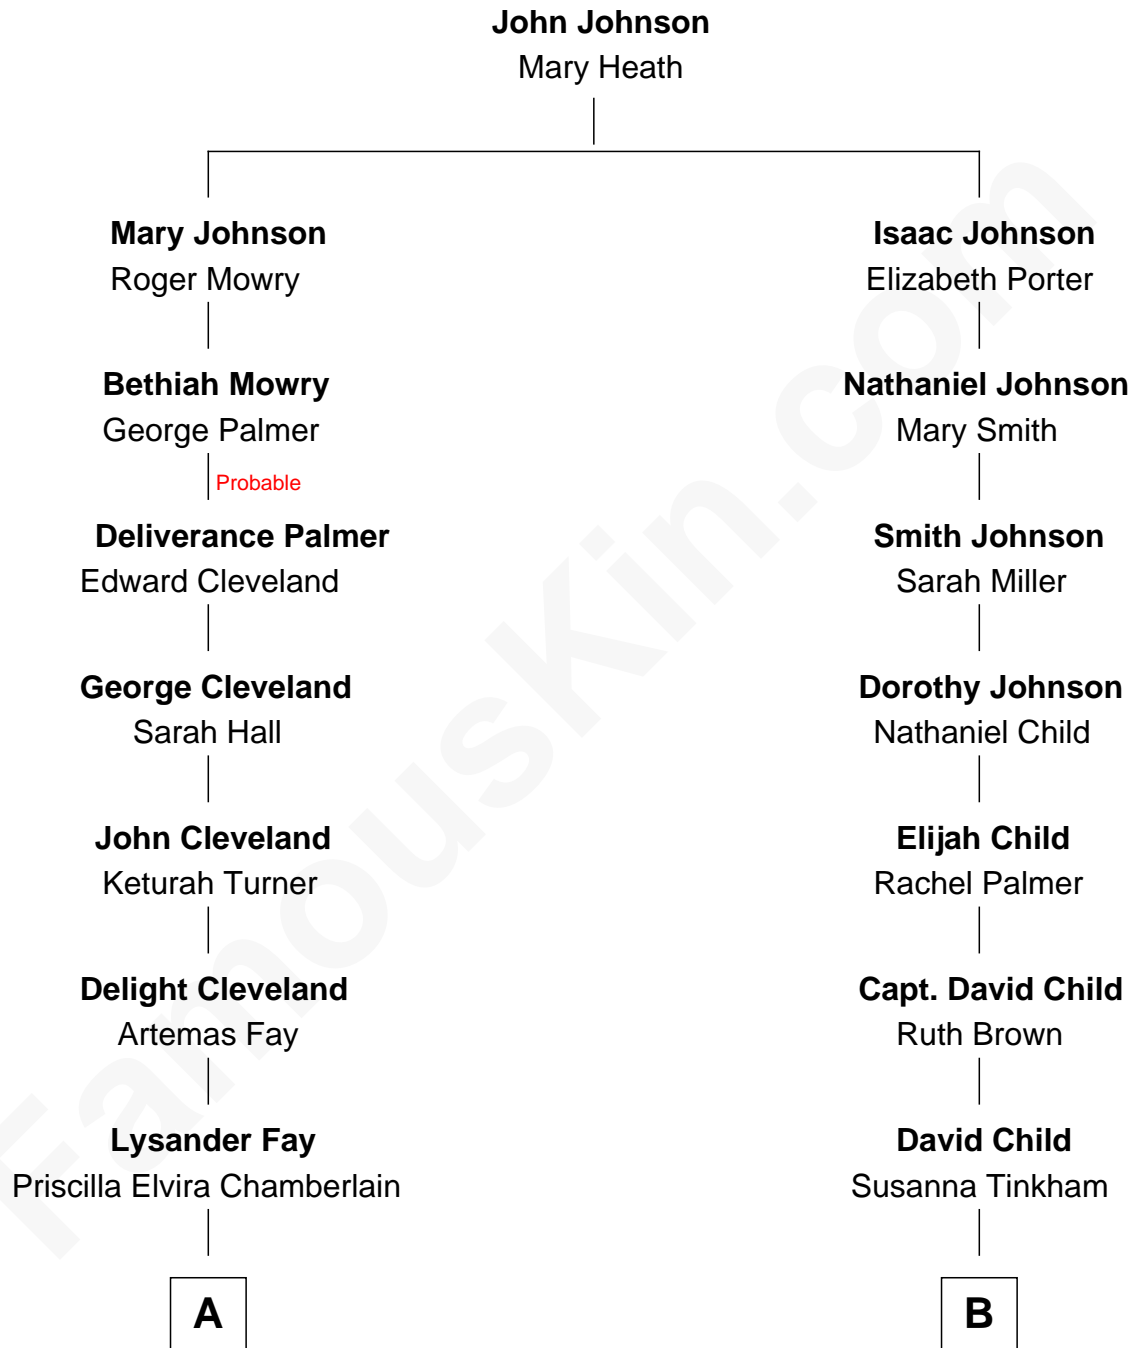 John Johnson
Mary Heath
Mary Johnson
Roger Mowry
Isaac Johnson
Elizabeth Porter
Bethiah Mowry
George Palmer
Nathaniel Johnson
Mary Smith
Probable
Deliverance Palmer
Edward Cleveland
Smith Johnson
Sarah Miller
George Cleveland
Sarah Hall
Dorothy Johnson
Nathaniel Child
John Cleveland
Keturah Turner
Elijah Child
Rachel Palmer
Delight Cleveland
Artemas Fay
Capt. David Child
Ruth Brown
Lysander Fay
Priscilla Elvira Chamberlain
David Child
Susanna Tinkham
A
B
FamousKin.com